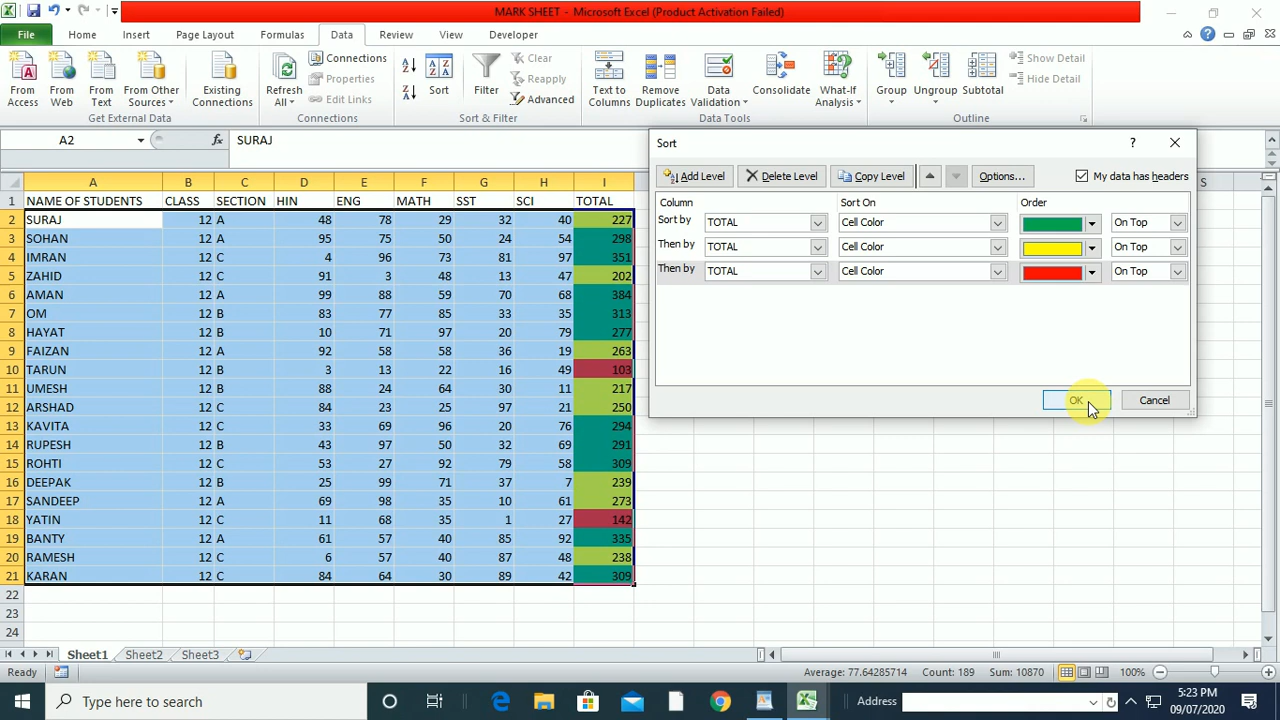 MARK SHEET - Microsoft Excel (Product Activation Failed)
File Home Insert Page Layout Formulas Data Review View Developer
From Access
From Web
From Text
From Other Sources
Existing Connections
Get External Data
Refresh All
Connections
Properties
Edit Links
Connections
Sort
Filter
Clear
Reapply
Advanced
Sort & Filter
Text to Columns
Remove Duplicates
Data Validation
Consolidate
What-If Analysis
Data Tools
Group
Ungroup
Subtotal
Show Detail
Hide Detail
Outline
A2 fx SURAJ
Sort
Add Level Delete Level Copy Level Options... My data has headers
Column Sort On Order
Sort by TOTAL Cell Color On Top
Then by TOTAL Cell Color On Top
Then by TOTAL Cell Color On Top
OK Cancel
A B C D E F G H I S
1 NAME OF STUDENTS CLASS SECTION HIN ENG MATH SST SCI TOTAL
2 SURAJ 12 A 48 78 29 32 40 227
3 SOHAN 12 A 95 75 50 24 54 298
4 IMRAN 12 C 4 96 73 81 97 351
5 ZAHID 12 C 91 3 48 13 47 202
6 AMAN 12 A 99 88 59 70 68 384
7 OM 12 B 83 77 85 33 35 313
8 HAYAT 12 B 10 71 97 20 79 277
9 FAIZAN 12 A 92 58 58 36 19 263
10 TARUN 12 B 3 13 22 16 49 103
11 UMESH 12 B 88 24 64 30 11 217
12 ARSHAD 12 C 84 23 25 97 21 250
13 KAVITA 12 C 33 69 96 20 76 294
14 RUPESH 12 B 43 97 50 32 69 291
15 ROHTI 12 C 53 27 92 79 58 309
16 DEEPAK 12 B 25 99 71 37 7 239
17 SANDEEP 12 A 69 98 35 10 61 273
18 YATIN 12 C 11 68 35 1 27 142
19 BANTY 12 A 61 57 40 85 92 335
20 RAMESH 12 C 6 57 40 87 48 238
21 KARAN 12 C 84 64 30 89 42 309
22
23
24
Sheet1 Sheet2 Sheet3
Ready Average: 77.64285714 Count: 189 Sum: 10870 100%
Type here to search
Address
5:23 PM
09/07/2020